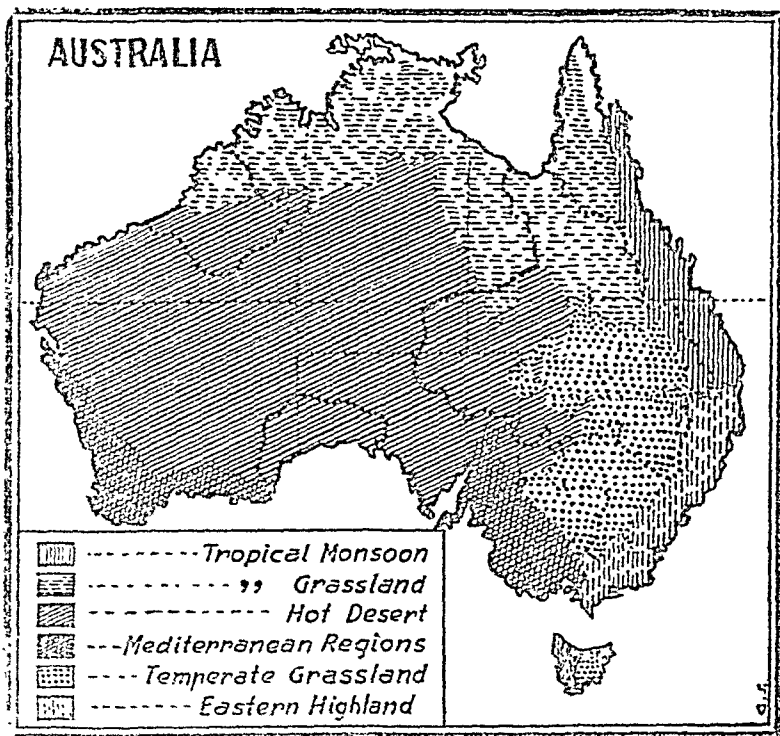 AUSTRALIA
Tropical Monsoon
,, Grassland
Hot Desert
Mediterranean Regions
Temperate Grassland
Eastern Highland